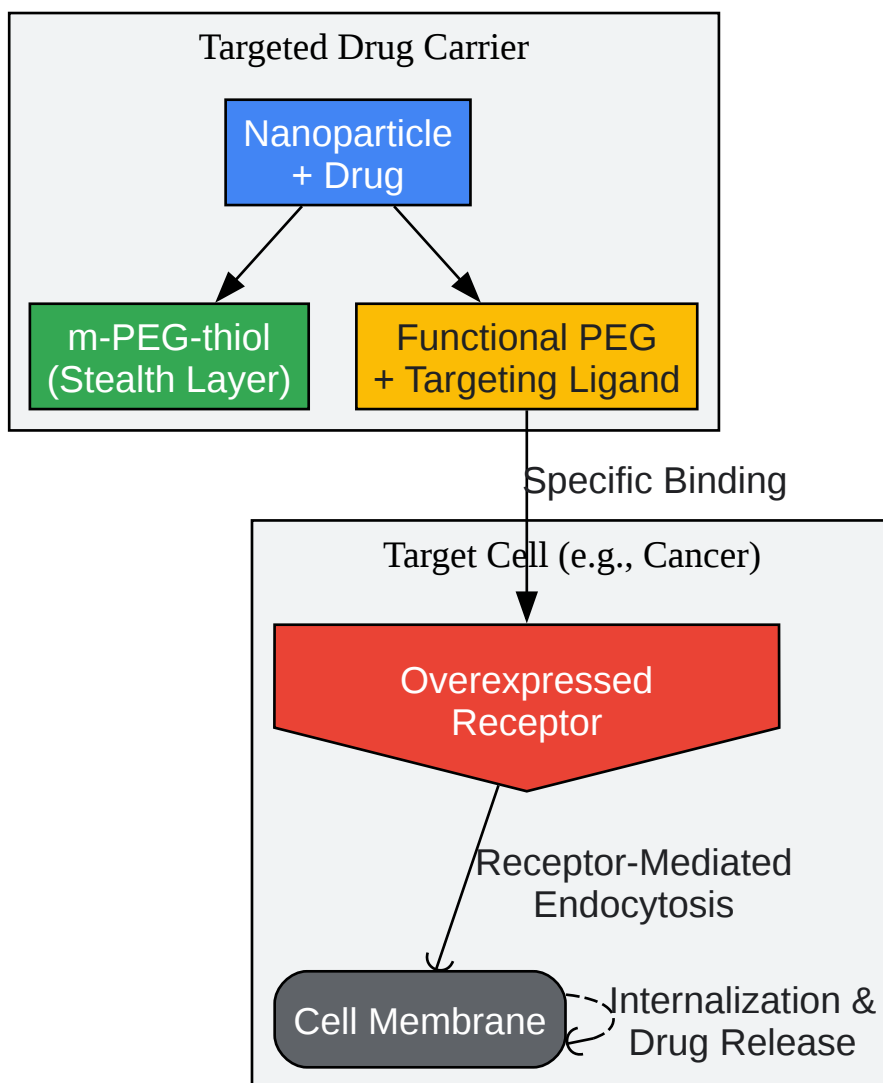 Targeted Drug Carrier
Nanoparticle
+ Drug
m-PEG-thiol
(Stealth Layer)
Functional PEG
+ Targeting Ligand
Specific Binding
Target Cell (e.g., Cancer)
Overexpressed
Receptor
Receptor-Mediated
Endocytosis
Cell Membrane
Internalization &
Drug Release